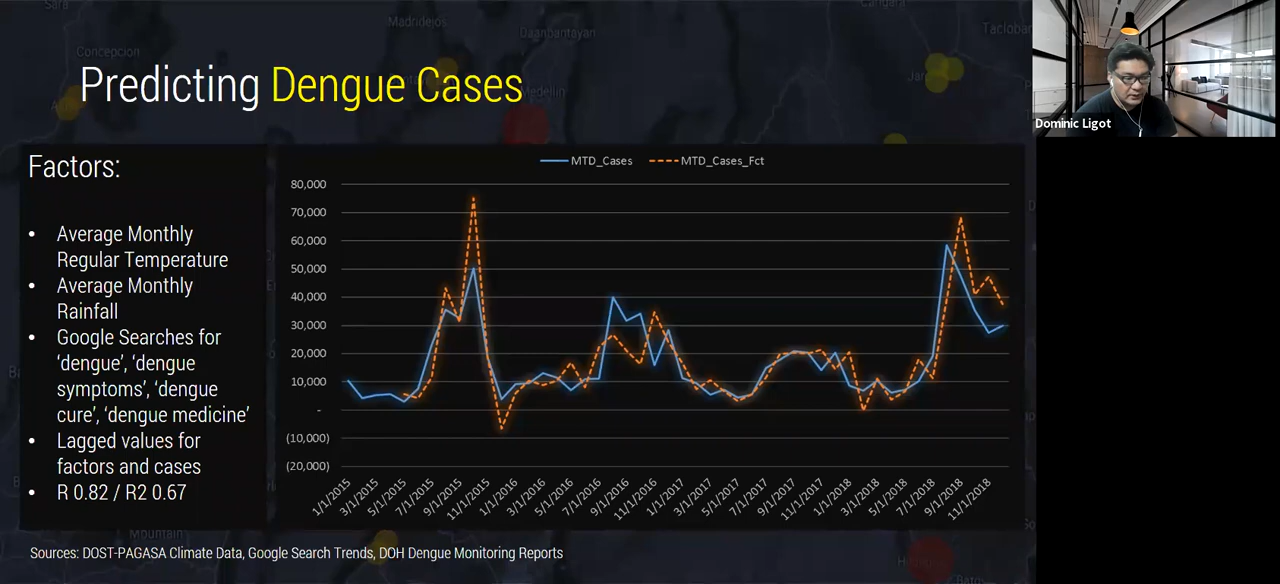 Sara
Madridejos
Carigara
Concepcion
Daanbantayan
Tacloban
Predicting Dengue Cases
Medellin
Dominic Ligot
Factors:
• Average Monthly
Regular Temperature
• Average Monthly
Rainfall
• Google Searches for
‘dengue’, ‘dengue
symptoms’, ‘dengue
cure’, ‘dengue medicine’
• Lagged values for
factors and cases
• R 0.82 / R2 0.67
MTD_Cases MTD_Cases_Fct
80,000
70,000
60,000
50,000
40,000
30,000
20,000
10,000
-
(10,000)
(20,000)
1/1/2015 3/1/2015 5/1/2015 7/1/2015 9/1/2015 11/1/2015 1/1/2016 3/1/2016 5/1/2016 7/1/2016 9/1/2016 11/1/2016 1/1/2017 3/1/2017 5/1/2017 7/1/2017 9/1/2017 11/1/2017 1/1/2018 3/1/2018 5/1/2018 7/1/2018 9/1/2018 11/1/2018
Mountain
Sources: DOST-PAGASA Climate Data, Google Search Trends, DOH Dengue Monitoring Reports